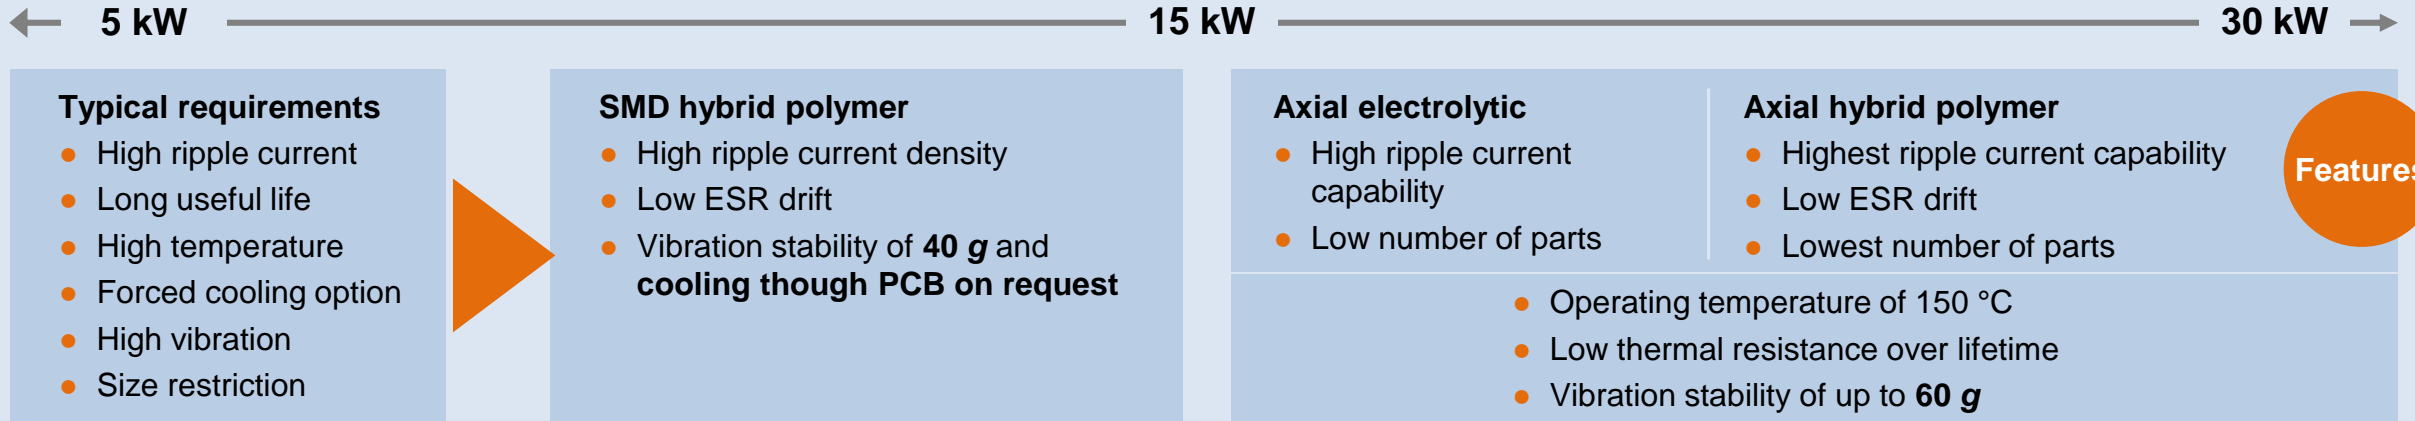 5 kW
15 kW
30 kW
Typical requirements
● High ripple current
● Long useful life
● High temperature
● Forced cooling option
● High vibration
● Size restriction
SMD hybrid polymer
● High ripple current density
● Low ESR drift
● Vibration stability of 40 g and
cooling though PCB on request
Axial electrolytic
● High ripple current
capability
● Low number of parts
Axial hybrid polymer
● Highest ripple current capability
● Low ESR drift
● Lowest number of parts
● Operating temperature of 150 °C
● Low thermal resistance over lifetime
● Vibration stability of up to 60 g
Features